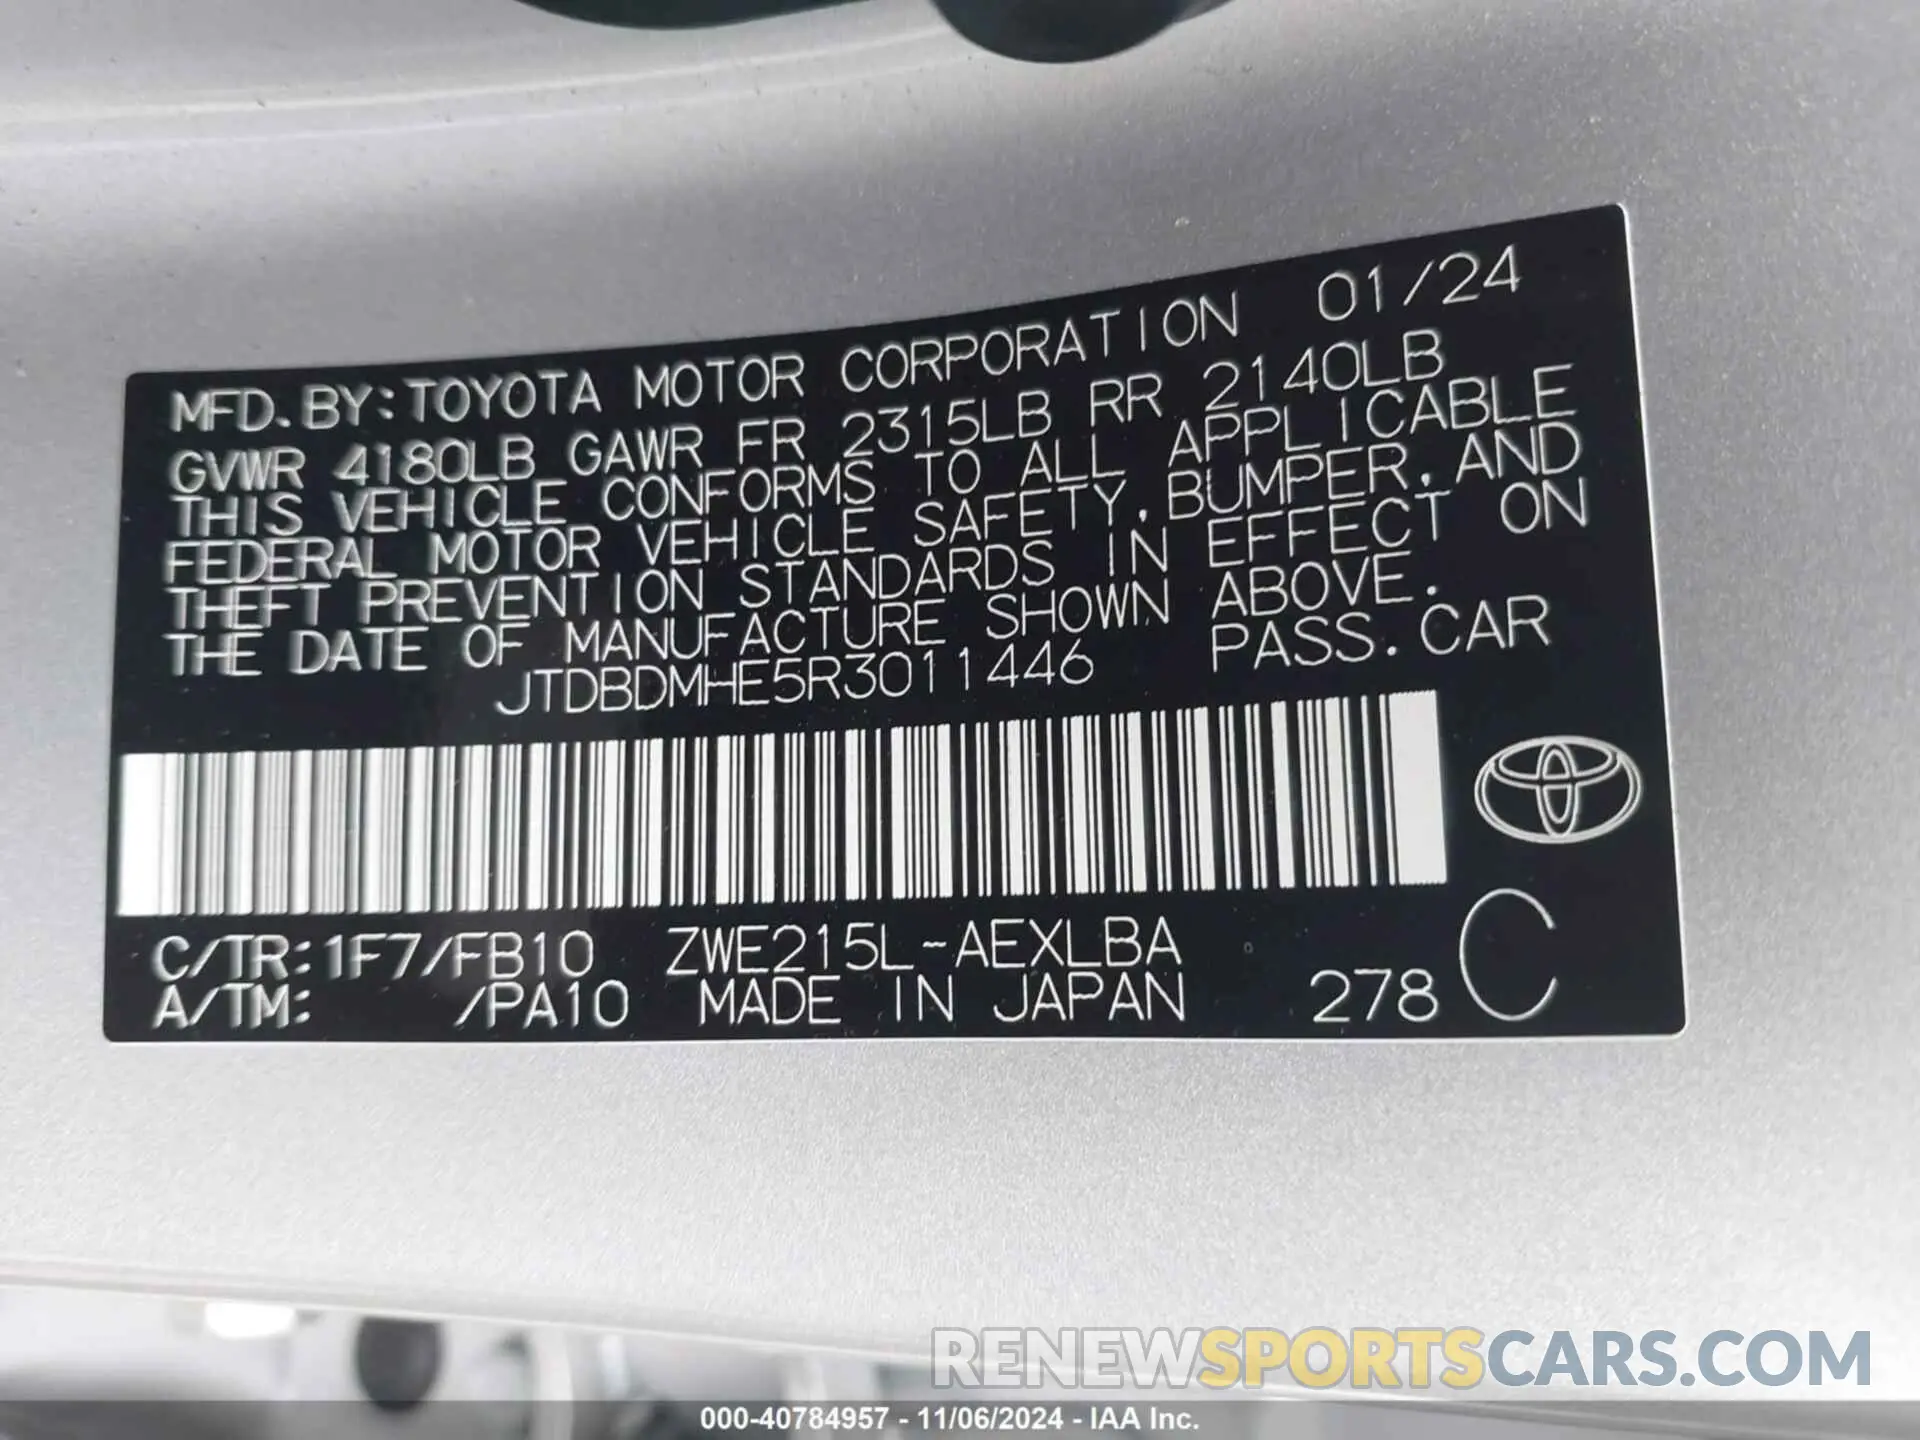 MFD. BY: TOYOTA MOTOR CORPORATION 01/24
GVWR 4180LB GAWR FR 2315LB RR 2140LB
THIS VEHICLE CONFORMS TO ALL APPLICABLE
FEDERAL MOTOR VEHICLE SAFETY, BUMPER, AND
THEFT PREVENTION STANDARDS IN EFFECT ON
THE DATE OF MANUFACTURE SHOWN ABOVE.
JTDBDMHE5R3011446 PASS. CAR
C/TR: 1F7/FB10 ZWE215L-AEXLBA
A/TM: /PA10 MADE IN JAPAN 278 C
RENEWSPORTSCARS.COM
000-40784957 - 11/06/2024 - IAA Inc.